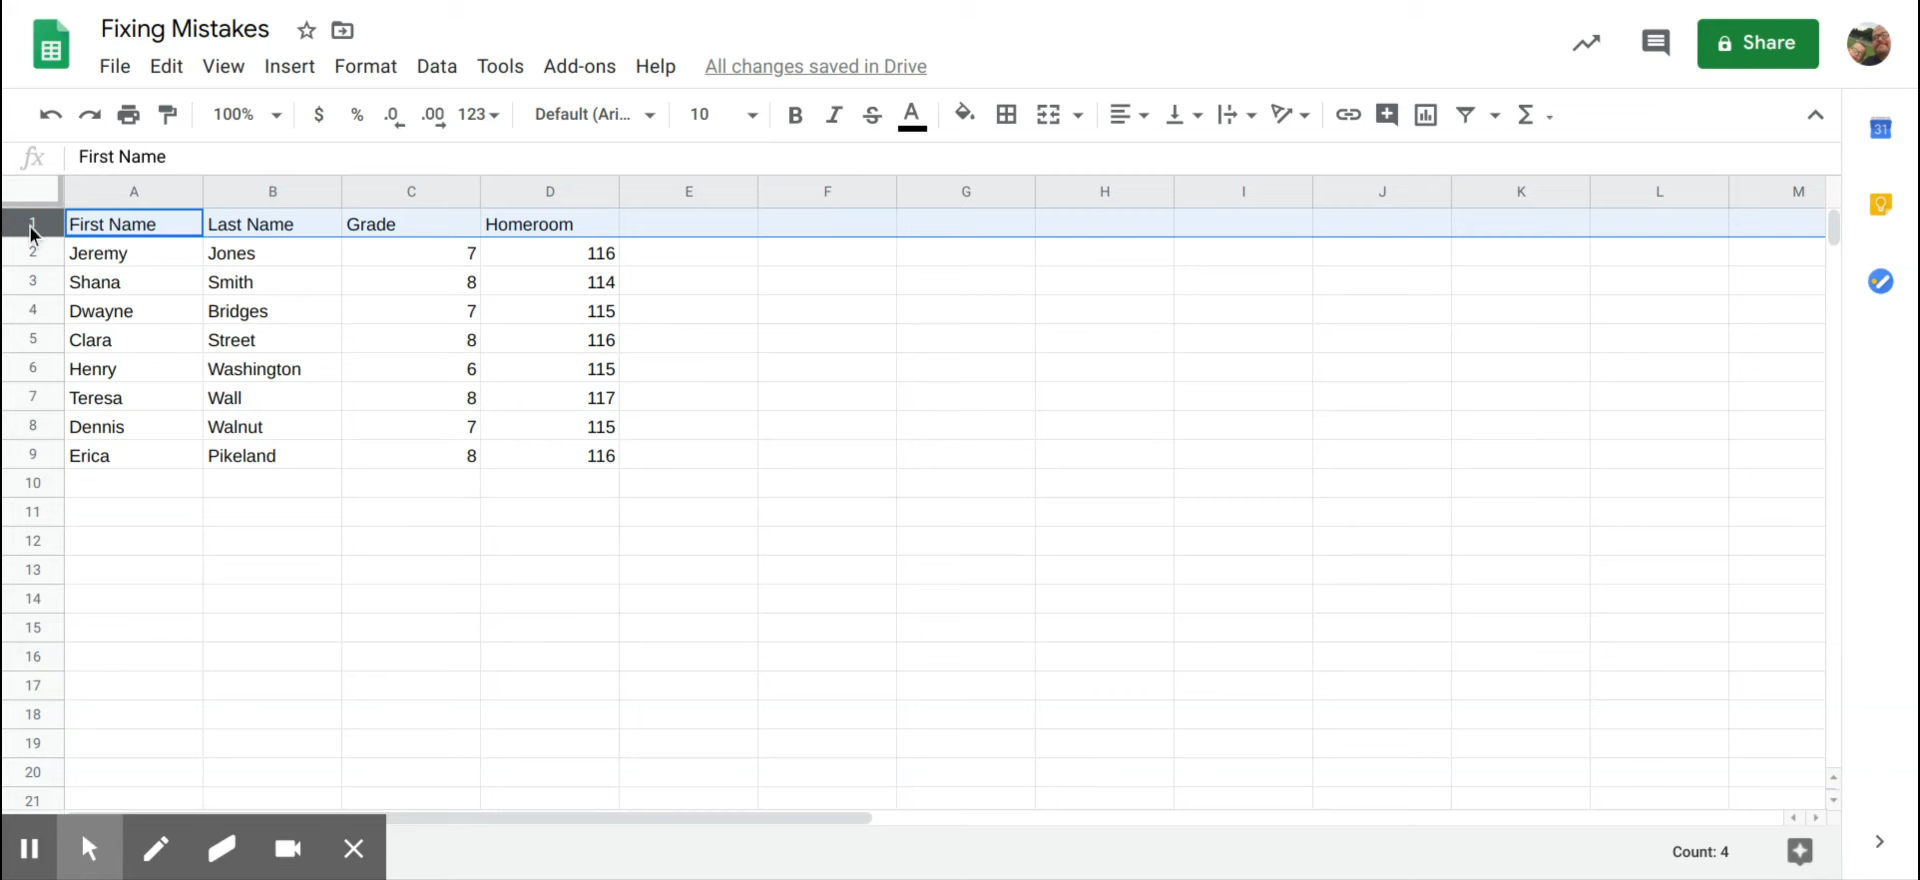 Fixing Mistakes
File Edit View Insert Format Data Tools Add-ons Help All changes saved in Drive
Share
100% $ % .0 .00 123 Default (Ari... 10 B I S A Σ
31
fx First Name
A B C D E F G H I J K L M
1 First Name Last Name Grade Homeroom
2 Jeremy Jones 7 116
3 Shana Smith 8 114
4 Dwayne Bridges 7 115
5 Clara Street 8 116
6 Henry Washington 6 115
7 Teresa Wall 8 117
8 Dennis Walnut 7 115
9 Erica Pikeland 8 116
10
11
12
13
14
15
16
17
18
19
20
21
Count: 4